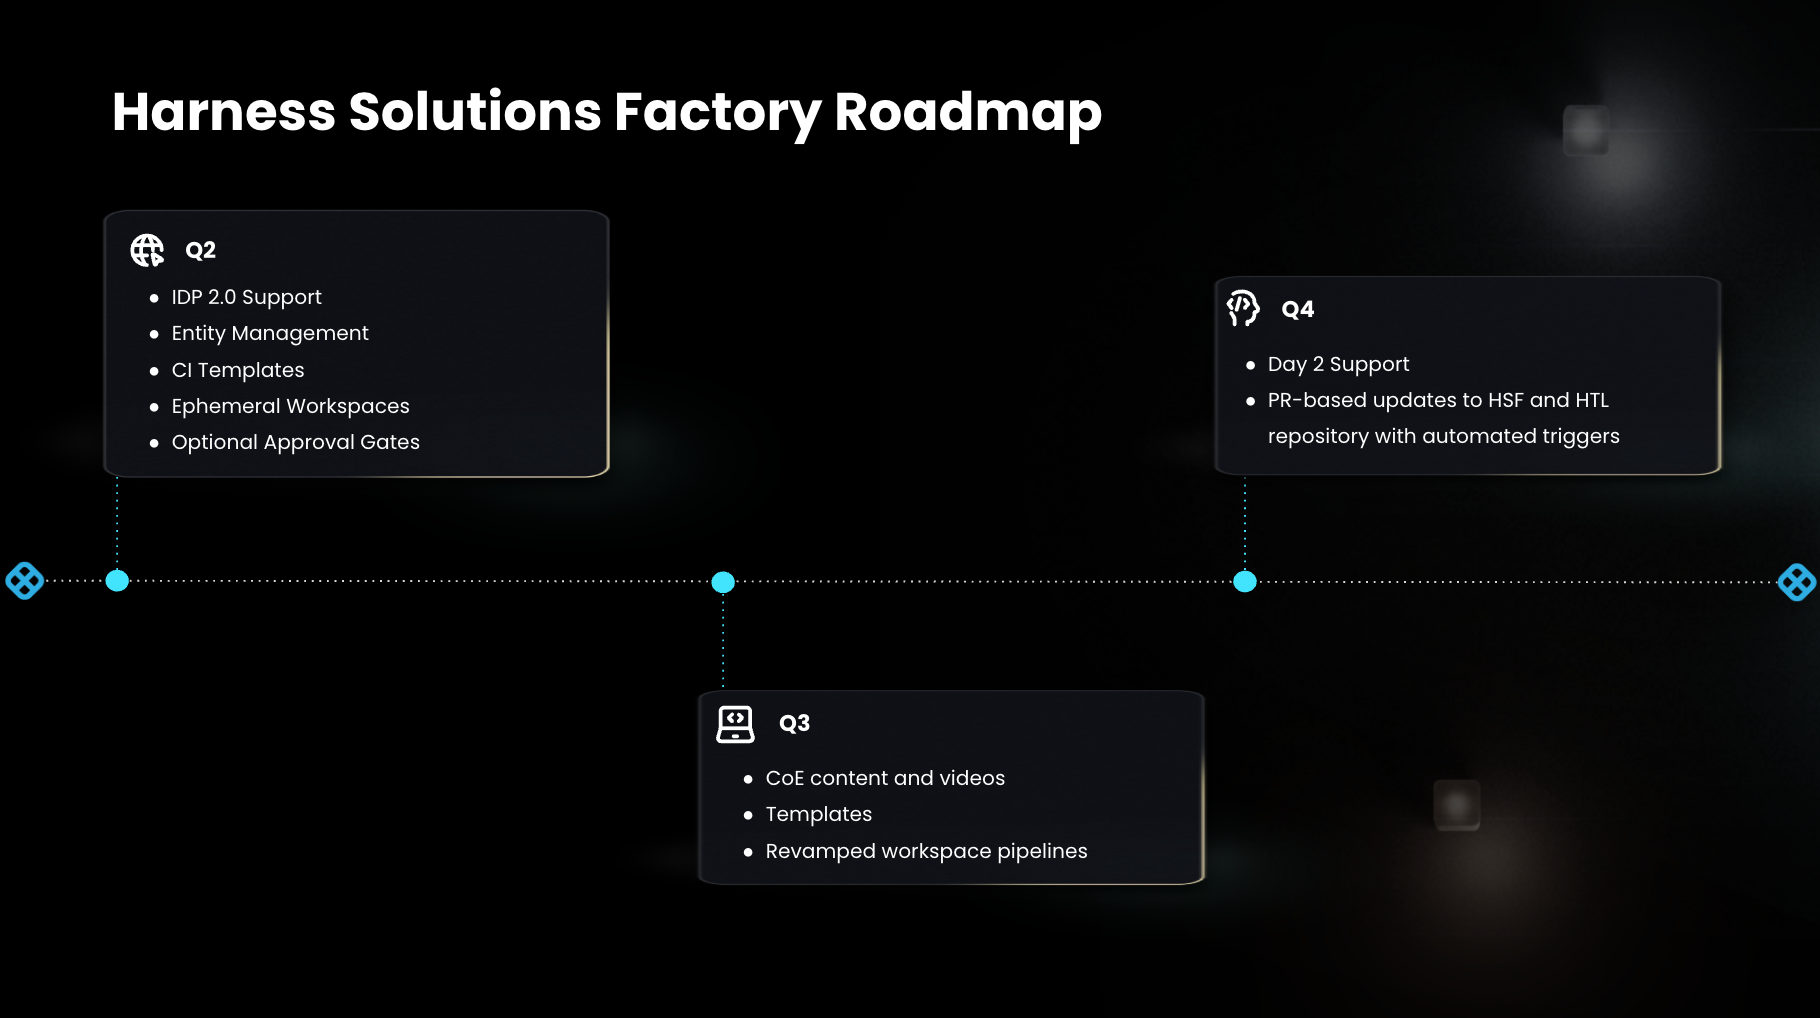 Harness Solutions Factory Roadmap
Q2
● IDP 2.0 Support
● Entity Management
● CI Templates
● Ephemeral Workspaces
● Optional Approval Gates
Q3
● CoE content and videos
● Templates
● Revamped workspace pipelines
Q4
● Day 2 Support
● PR-based updates to HSF and HTL
repository with automated triggers